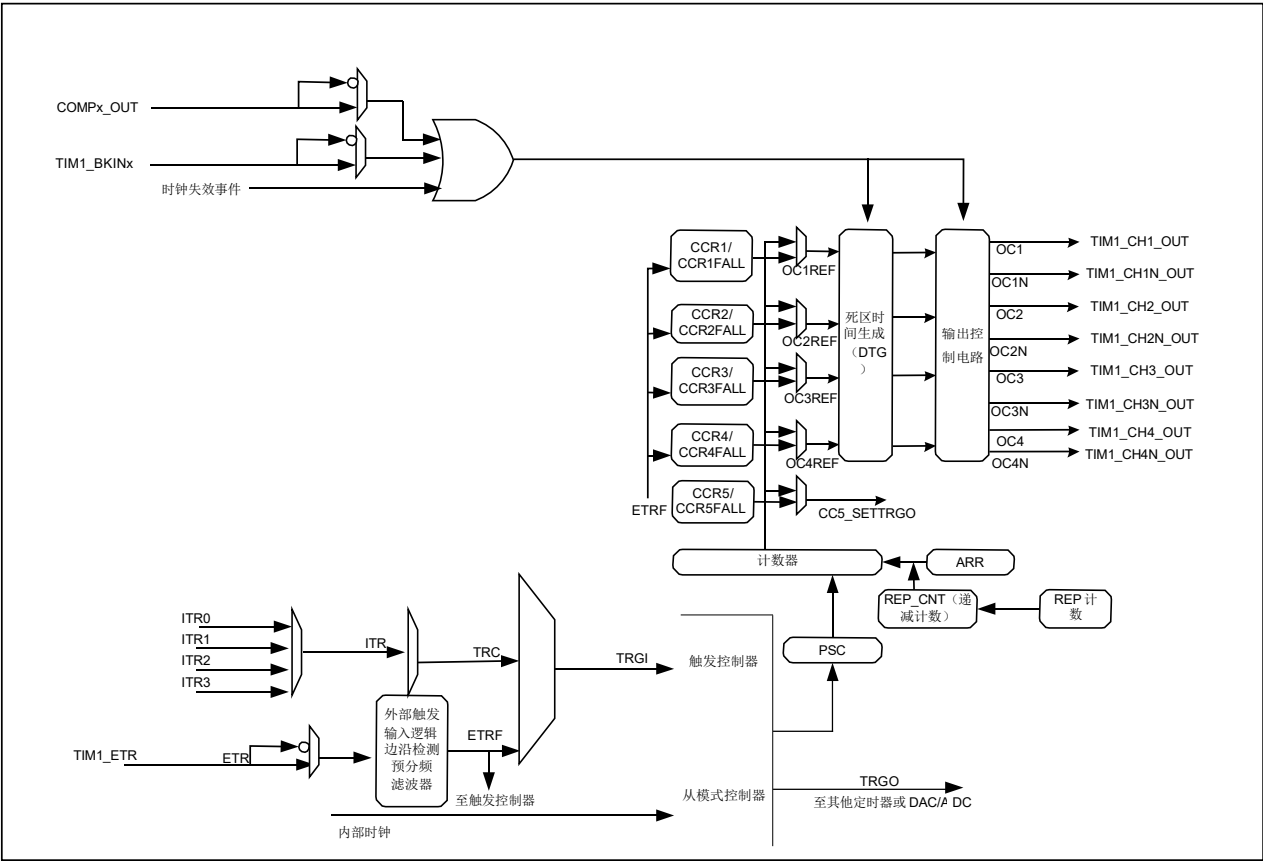 COMPx_OUT
TIM1_BKINx
时钟失效事件
CCR1/
CCR1FALL
OC1REF
CCR2/
CCR2FALL
OC2REF
CCR3/
CCR3FALL
OC3REF
CCR4/
CCR4FALL
OC4REF
CCR5/
CCR5FALL
ETRF
CC5_SETTRGO
死区时
间生成
（DTG
）
输出控
制电路
OC1
TIM1_CH1_OUT
OC1N
TIM1_CH1N_OUT
OC2
TIM1_CH2_OUT
OC2N
TIM1_CH2N_OUT
OC3
TIM1_CH3_OUT
OC3N
TIM1_CH3N_OUT
OC4
TIM1_CH4_OUT
OC4N
TIM1_CH4N_OUT
计数器
ARR
REP_CNT（递
减计数）
REP 计
数
PSC
ITR0
ITR1
ITR2
ITR3
ITR
TRC
TRGI
触发控制器
外部触发
输入逻辑
边沿检测
预分频
滤波器
ETRF
TIM1_ETR
ETR
至触发控制器
从模式控制器
TRGO
至其他定时器或 DAC/A DC
内部时钟